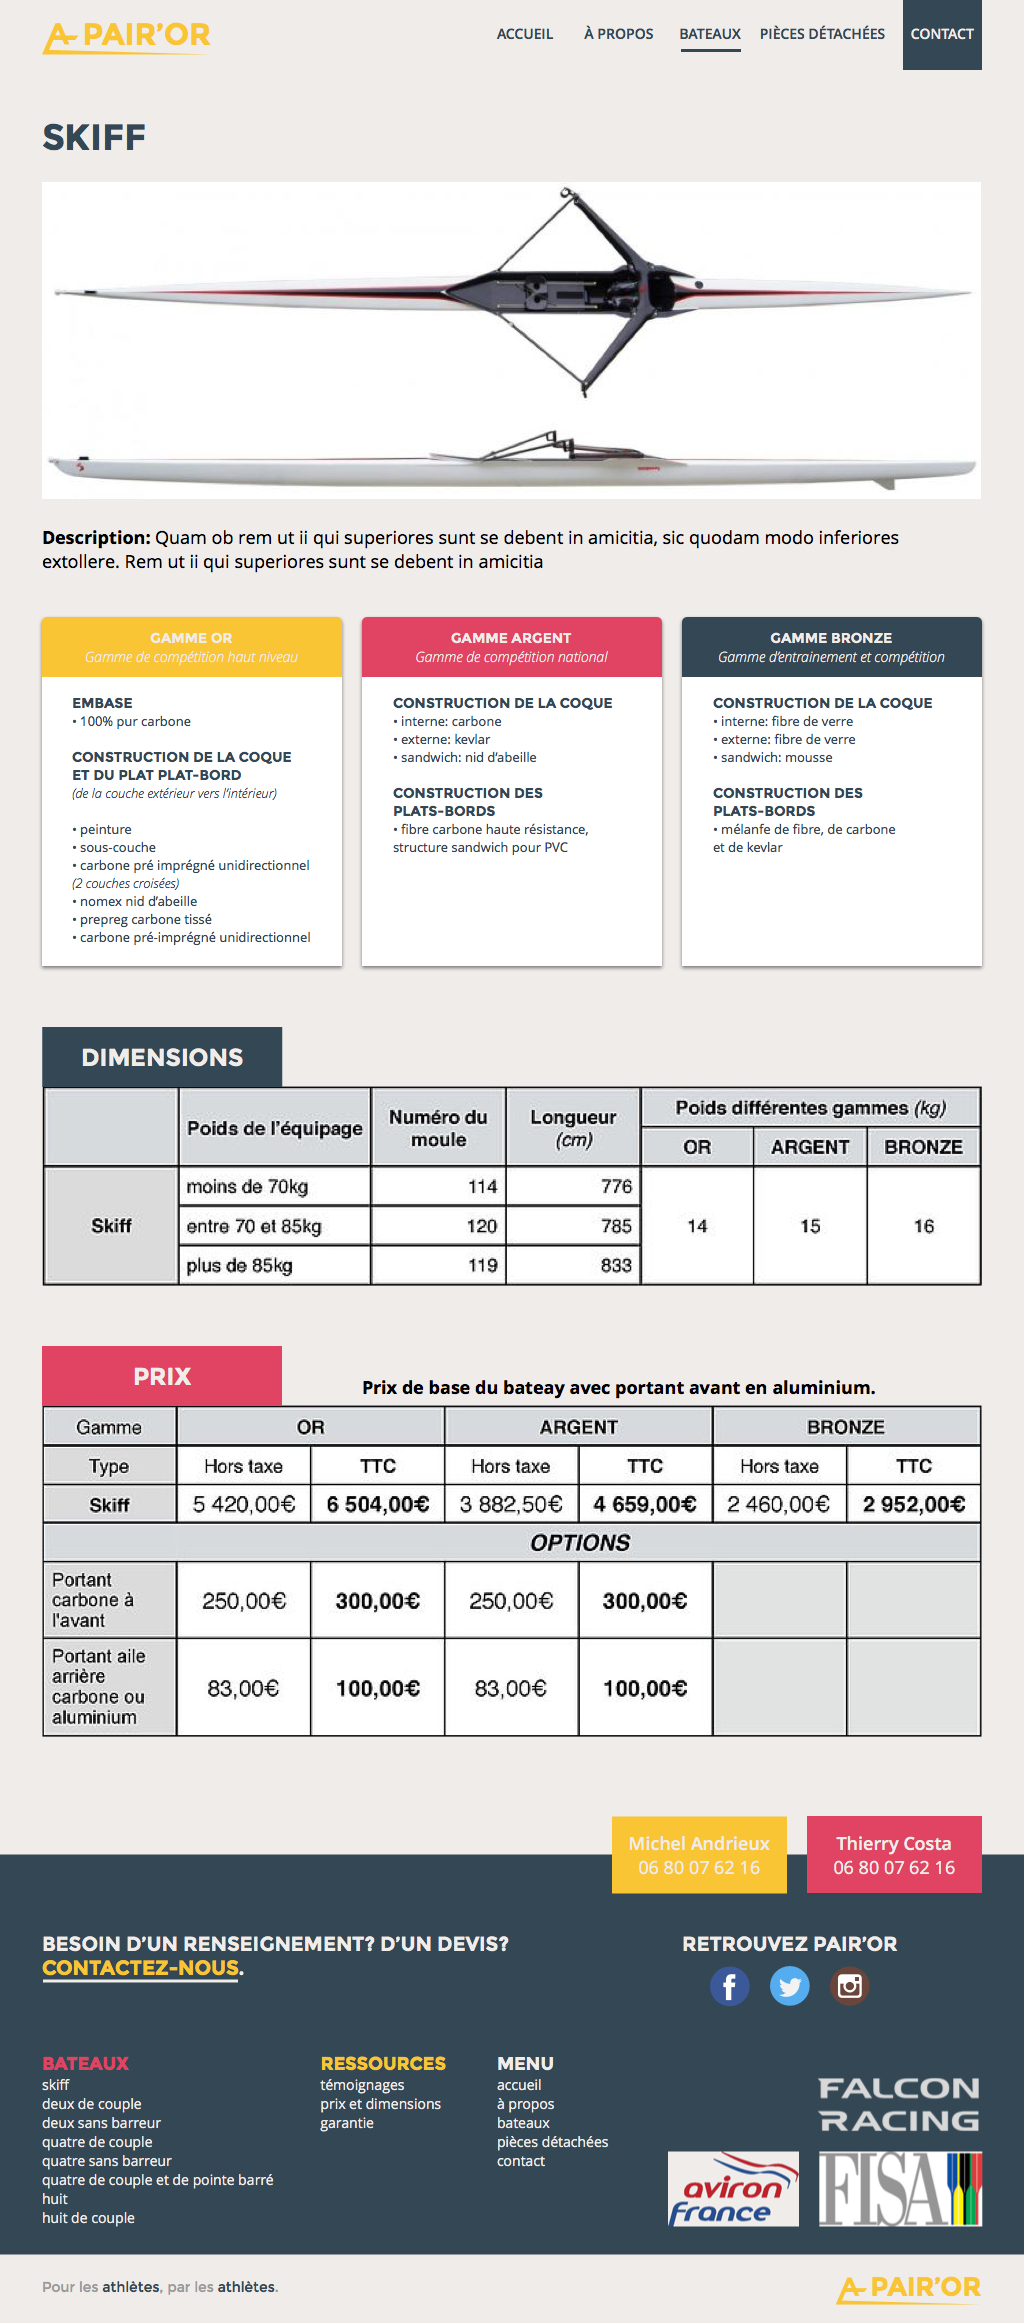 A PAIR'OR
ACCUEIL
À PROPOS
BATEAUX
PIÈCES DÉTACHÉES
CONTACT
SKIFF
Description: Quam ob rem ut ii qui superiores sunt se debent in amicitia, sic quodam modo inferiores
extollere. Rem ut ii qui superiores sunt se debent in amicitia
GAMME OR
Gamme de compétition haut niveau
EMBASE
• 100% pur carbone
CONSTRUCTION DE LA COQUE
ET DU PLAT PLAT-BORD
(de la couche extérieur vers l'intérieur)
• peinture
• sous-couche
• carbone pré imprégné unidirectionnel
(2 couches croisées)
• nomex nid d'abeille
• prepreg carbone tissé
• carbone pré-imprégné unidirectionnel
GAMME ARGENT
Gamme de compétition national
CONSTRUCTION DE LA COQUE
• interne: carbone
• externe: kevlar
• sandwich: nid d'abeille
CONSTRUCTION DES
PLATS-BORDS
• fibre carbone haute résistance,
structure sandwich pour PVC
GAMME BRONZE
Gamme d'entrainement et compétition
CONSTRUCTION DE LA COQUE
• interne: fibre de verre
• externe: fibre de verre
• sandwich: mousse
CONSTRUCTION DES
PLATS-BORDS
• mélanfe de fibre, de carbone
et de kevlar
DIMENSIONS
Poids de l'équipage
Numéro du
moule
Longueur
(cm)
Poids différentes gammes (kg)
OR ARGENT BRONZE
Skiff
moins de 70kg 114 776
entre 70 et 85kg 120 785
plus de 85kg 119 833
14 15 16
PRIX
Prix de base du bateay avec portant avant en aluminium.
Gamme OR ARGENT BRONZE
Type Hors taxe TTC Hors taxe TTC Hors taxe TTC
Skiff 5 420,00€ 6 504,00€ 3 882,50€ 4 659,00€ 2 460,00€ 2 952,00€
OPTIONS
Portant
carbone à
l'avant
250,00€ 300,00€ 250,00€ 300,00€
Portant aile
arrière
carbone ou
aluminium
83,00€ 100,00€ 83,00€ 100,00€
Michel Andrieux
06 80 07 62 16
Thierry Costa
06 80 07 62 16
BESOIN D'UN RENSEIGNEMENT? D'UN DEVIS?
CONTACTEZ-NOUS.
RETROUVEZ PAIR'OR
BATEAUX
skiff
deux de couple
deux sans barreur
quatre de couple
quatre sans barreur
quatre de couple et de pointe barré
huit
huit de couple
RESSOURCES
témoignages
prix et dimensions
garantie
MENU
accueil
à propos
bateaux
pièces détachées
contact
FALCON
RACING
aviron
france
FISA
Pour les athlètes, par les athlètes.
A PAIR'OR